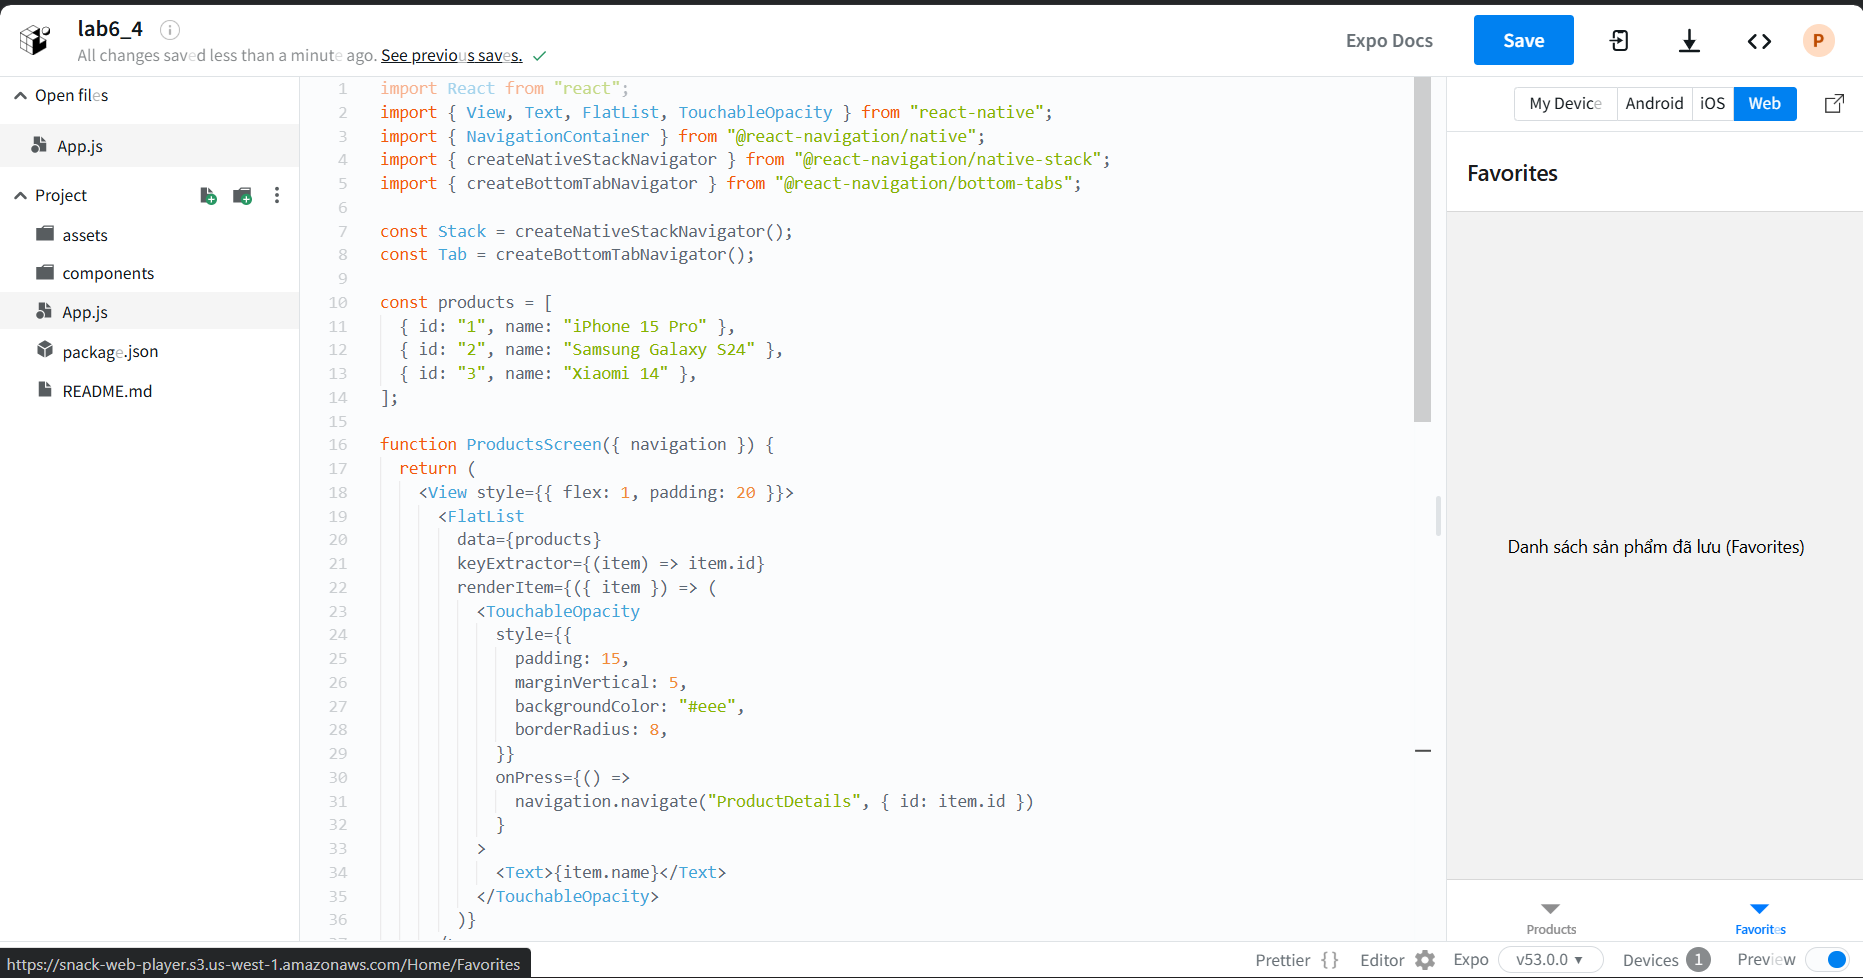 lab6_4
All changes saved less than a minute ago. See previous saves.
Expo Docs
Save
P
Open files
App.js
Project
assets
components
App.js
package.json
README.md
1 import React from "react";
2 import { View, Text, FlatList, TouchableOpacity } from "react-native";
3 import { NavigationContainer } from "@react-navigation/native";
4 import { createNativeStackNavigator } from "@react-navigation/native-stack";
5 import { createBottomTabNavigator } from "@react-navigation/bottom-tabs";
6
7 const Stack = createNativeStackNavigator();
8 const Tab = createBottomTabNavigator();
9
10 const products = [
11 { id: "1", name: "iPhone 15 Pro" },
12 { id: "2", name: "Samsung Galaxy S24" },
13 { id: "3", name: "Xiaomi 14" },
14 ];
15
16 function ProductsScreen({ navigation }) {
17 return (
18 <View style={{ flex: 1, padding: 20 }}>
19 <FlatList
20 data={products}
21 keyExtractor={(item) => item.id}
22 renderItem={({ item }) => (
23 <TouchableOpacity
24 style={{
25 padding: 15,
26 marginVertical: 5,
27 backgroundColor: "#eee",
28 borderRadius: 8,
29 }}
30 onPress={() =>
31 navigation.navigate("ProductDetails", { id: item.id })
32 }
33 >
34 <Text>{item.name}</Text>
35 </TouchableOpacity>
36 )}
My Device Android iOS Web
Favorites
Danh sách sản phẩm đã lưu (Favorites)
Products Favorites
https://snack-web-player.s3.us-west-1.amazonaws.com/Home/Favorites
Prettier {} Editor Expo v53.0.0 Devices 1 Preview